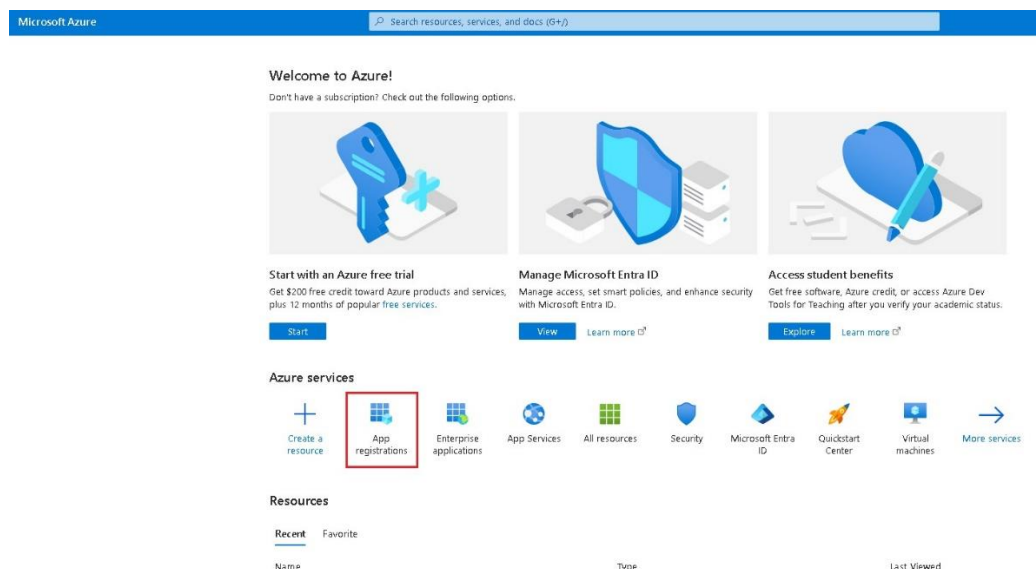 Microsoft Azure
Search resources, services, and docs (G+/)
Welcome to Azure!
Don't have a subscription? Check out the following options.
Start with an Azure free trial
Get $200 free credit toward Azure products and services,
plus 12 months of popular free services.
Start
Manage Microsoft Entra ID
Manage access, set smart policies, and enhance security
with Microsoft Entra ID.
View
Learn more
Access student benefits
Get free software, Azure credit, or access Azure Dev
Tools for Teaching after you verify your academic status.
Explore
Learn more
Azure services
Create a
resource
App
registrations
Enterprise
applications
App Services
All resources
Security
Microsoft Entra
ID
Quickstart
Center
Virtual
machines
More services
Resources
Recent
Favorite
Name
Type
Last Viewed